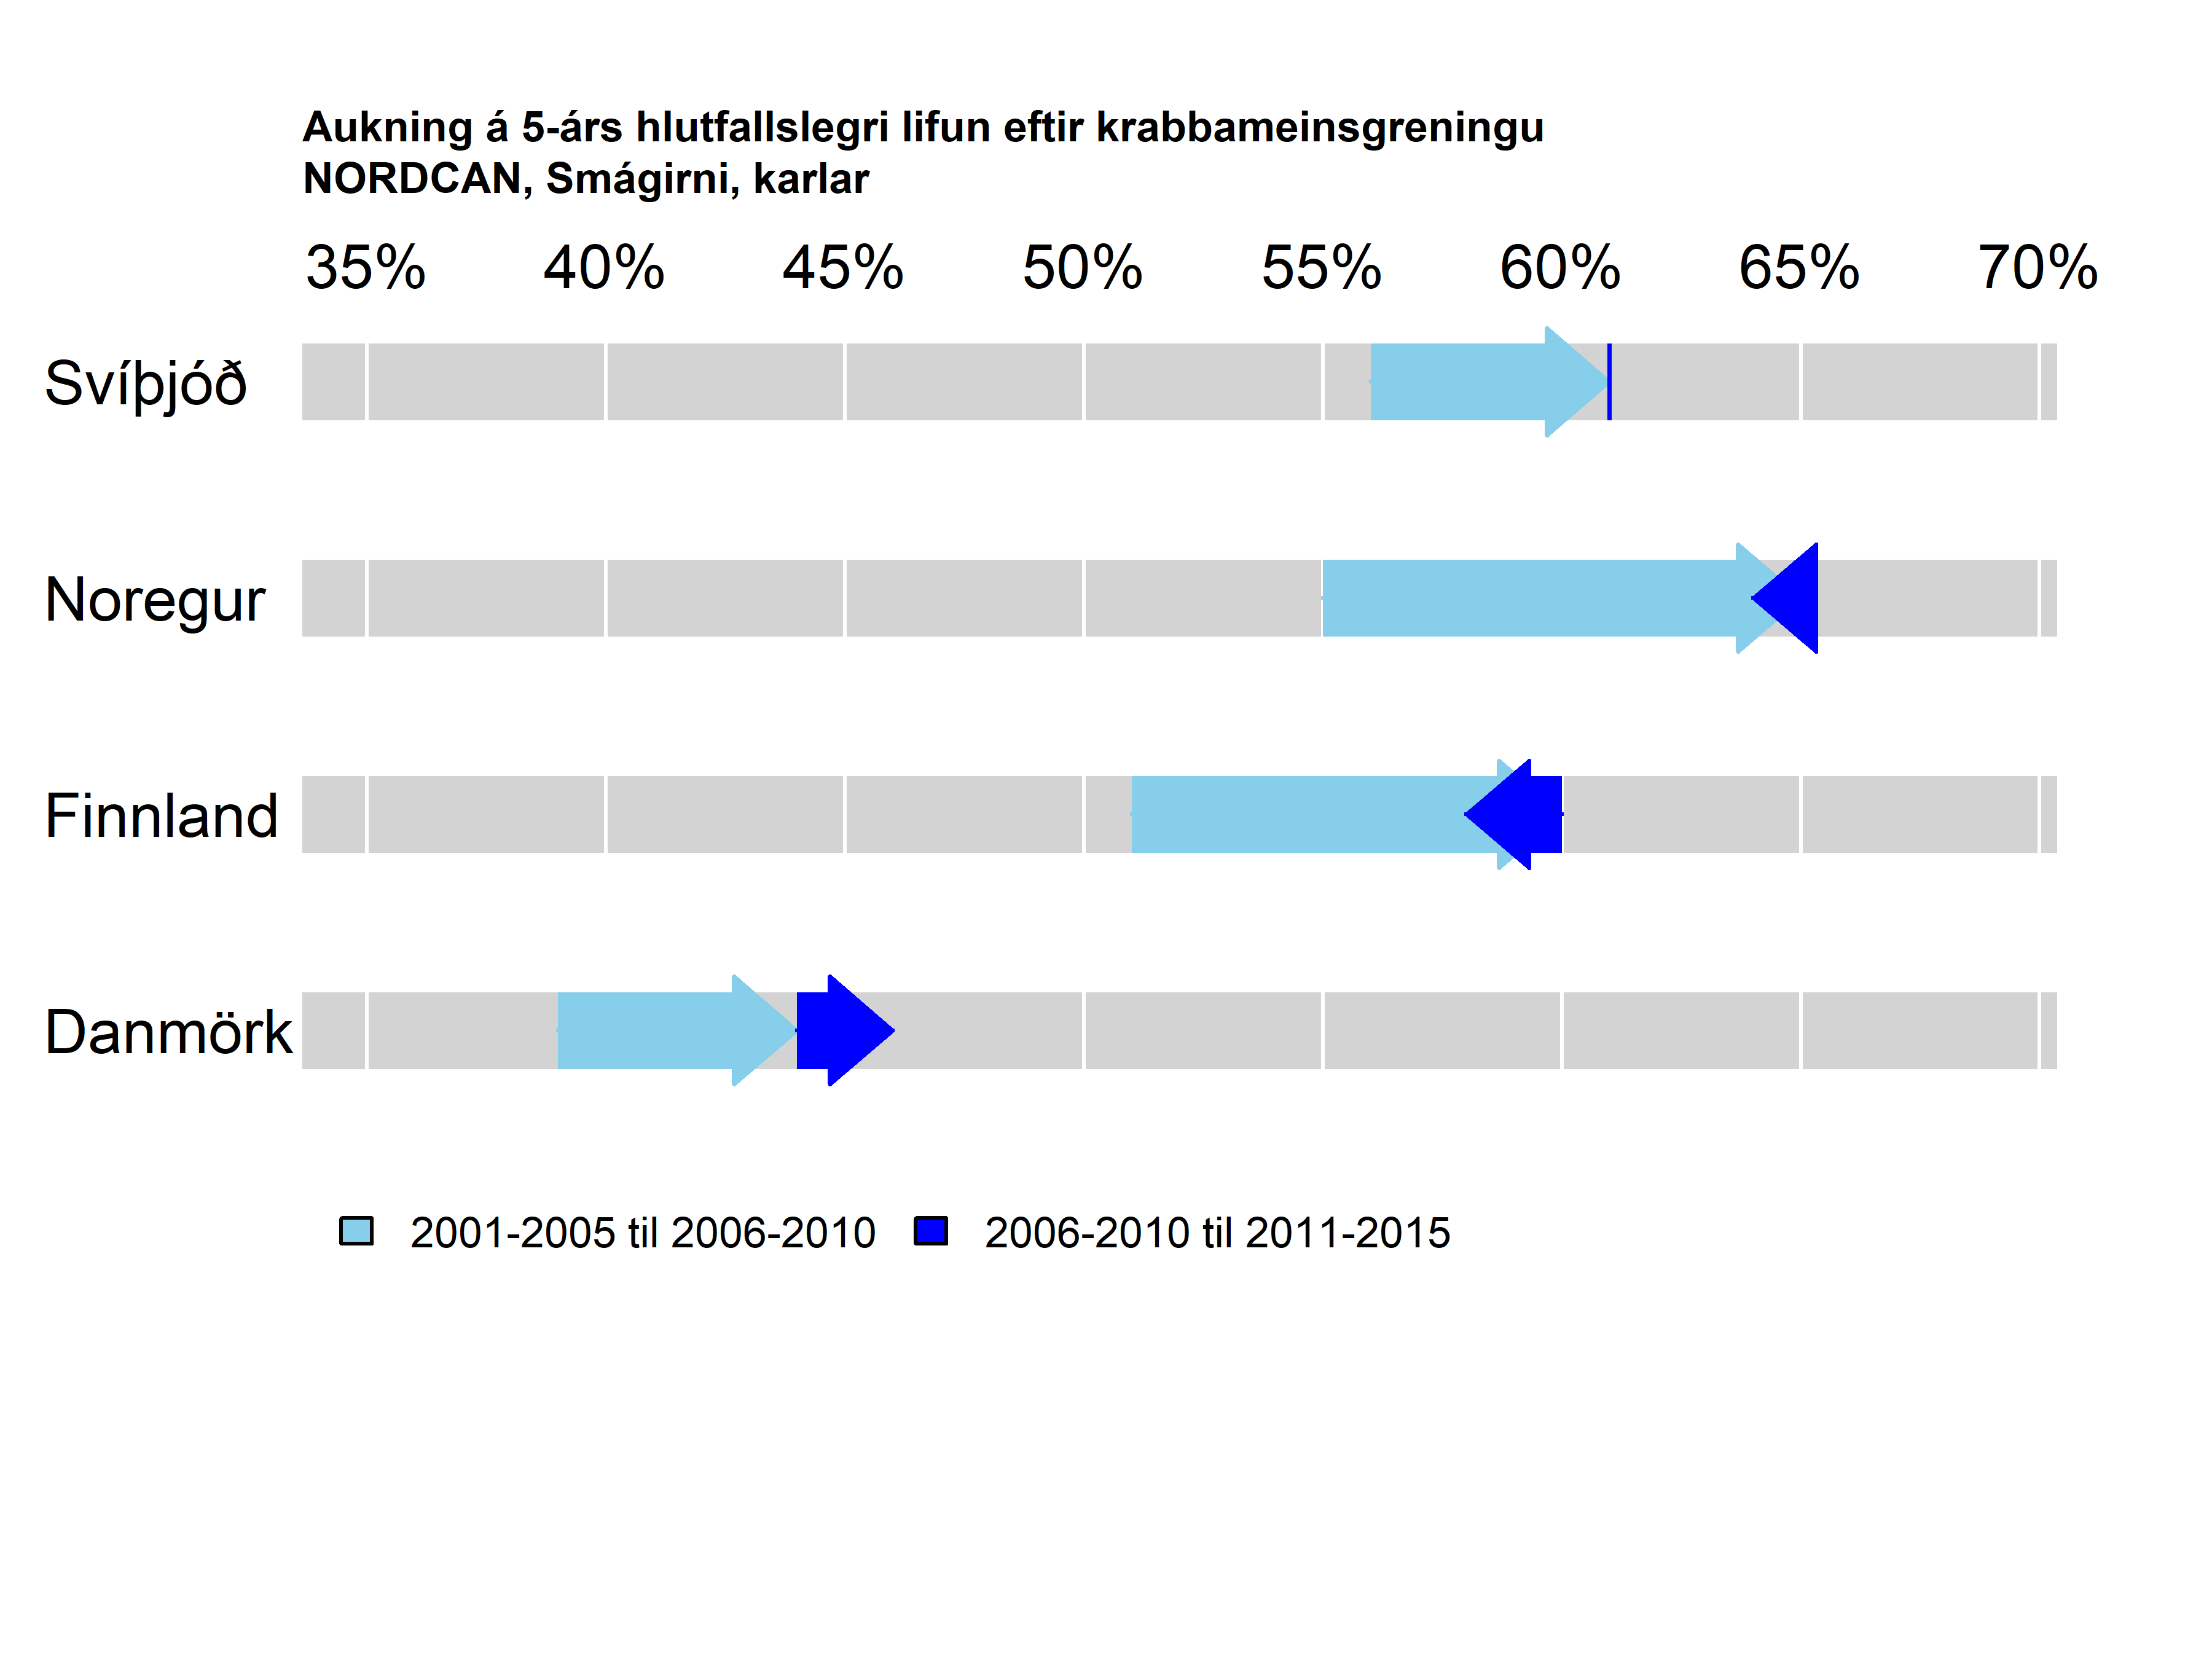 Aukning á 5-árs hlutfallslegri lifun eftir krabbameinsgreningu
NORDCAN, Smágirni, karlar
35% 40% 45% 50% 55% 60% 65% 70%
Svíþjóð
Noregur
Finnland
Danmörk
2001-2005 til 2006-2010 2006-2010 til 2011-2015